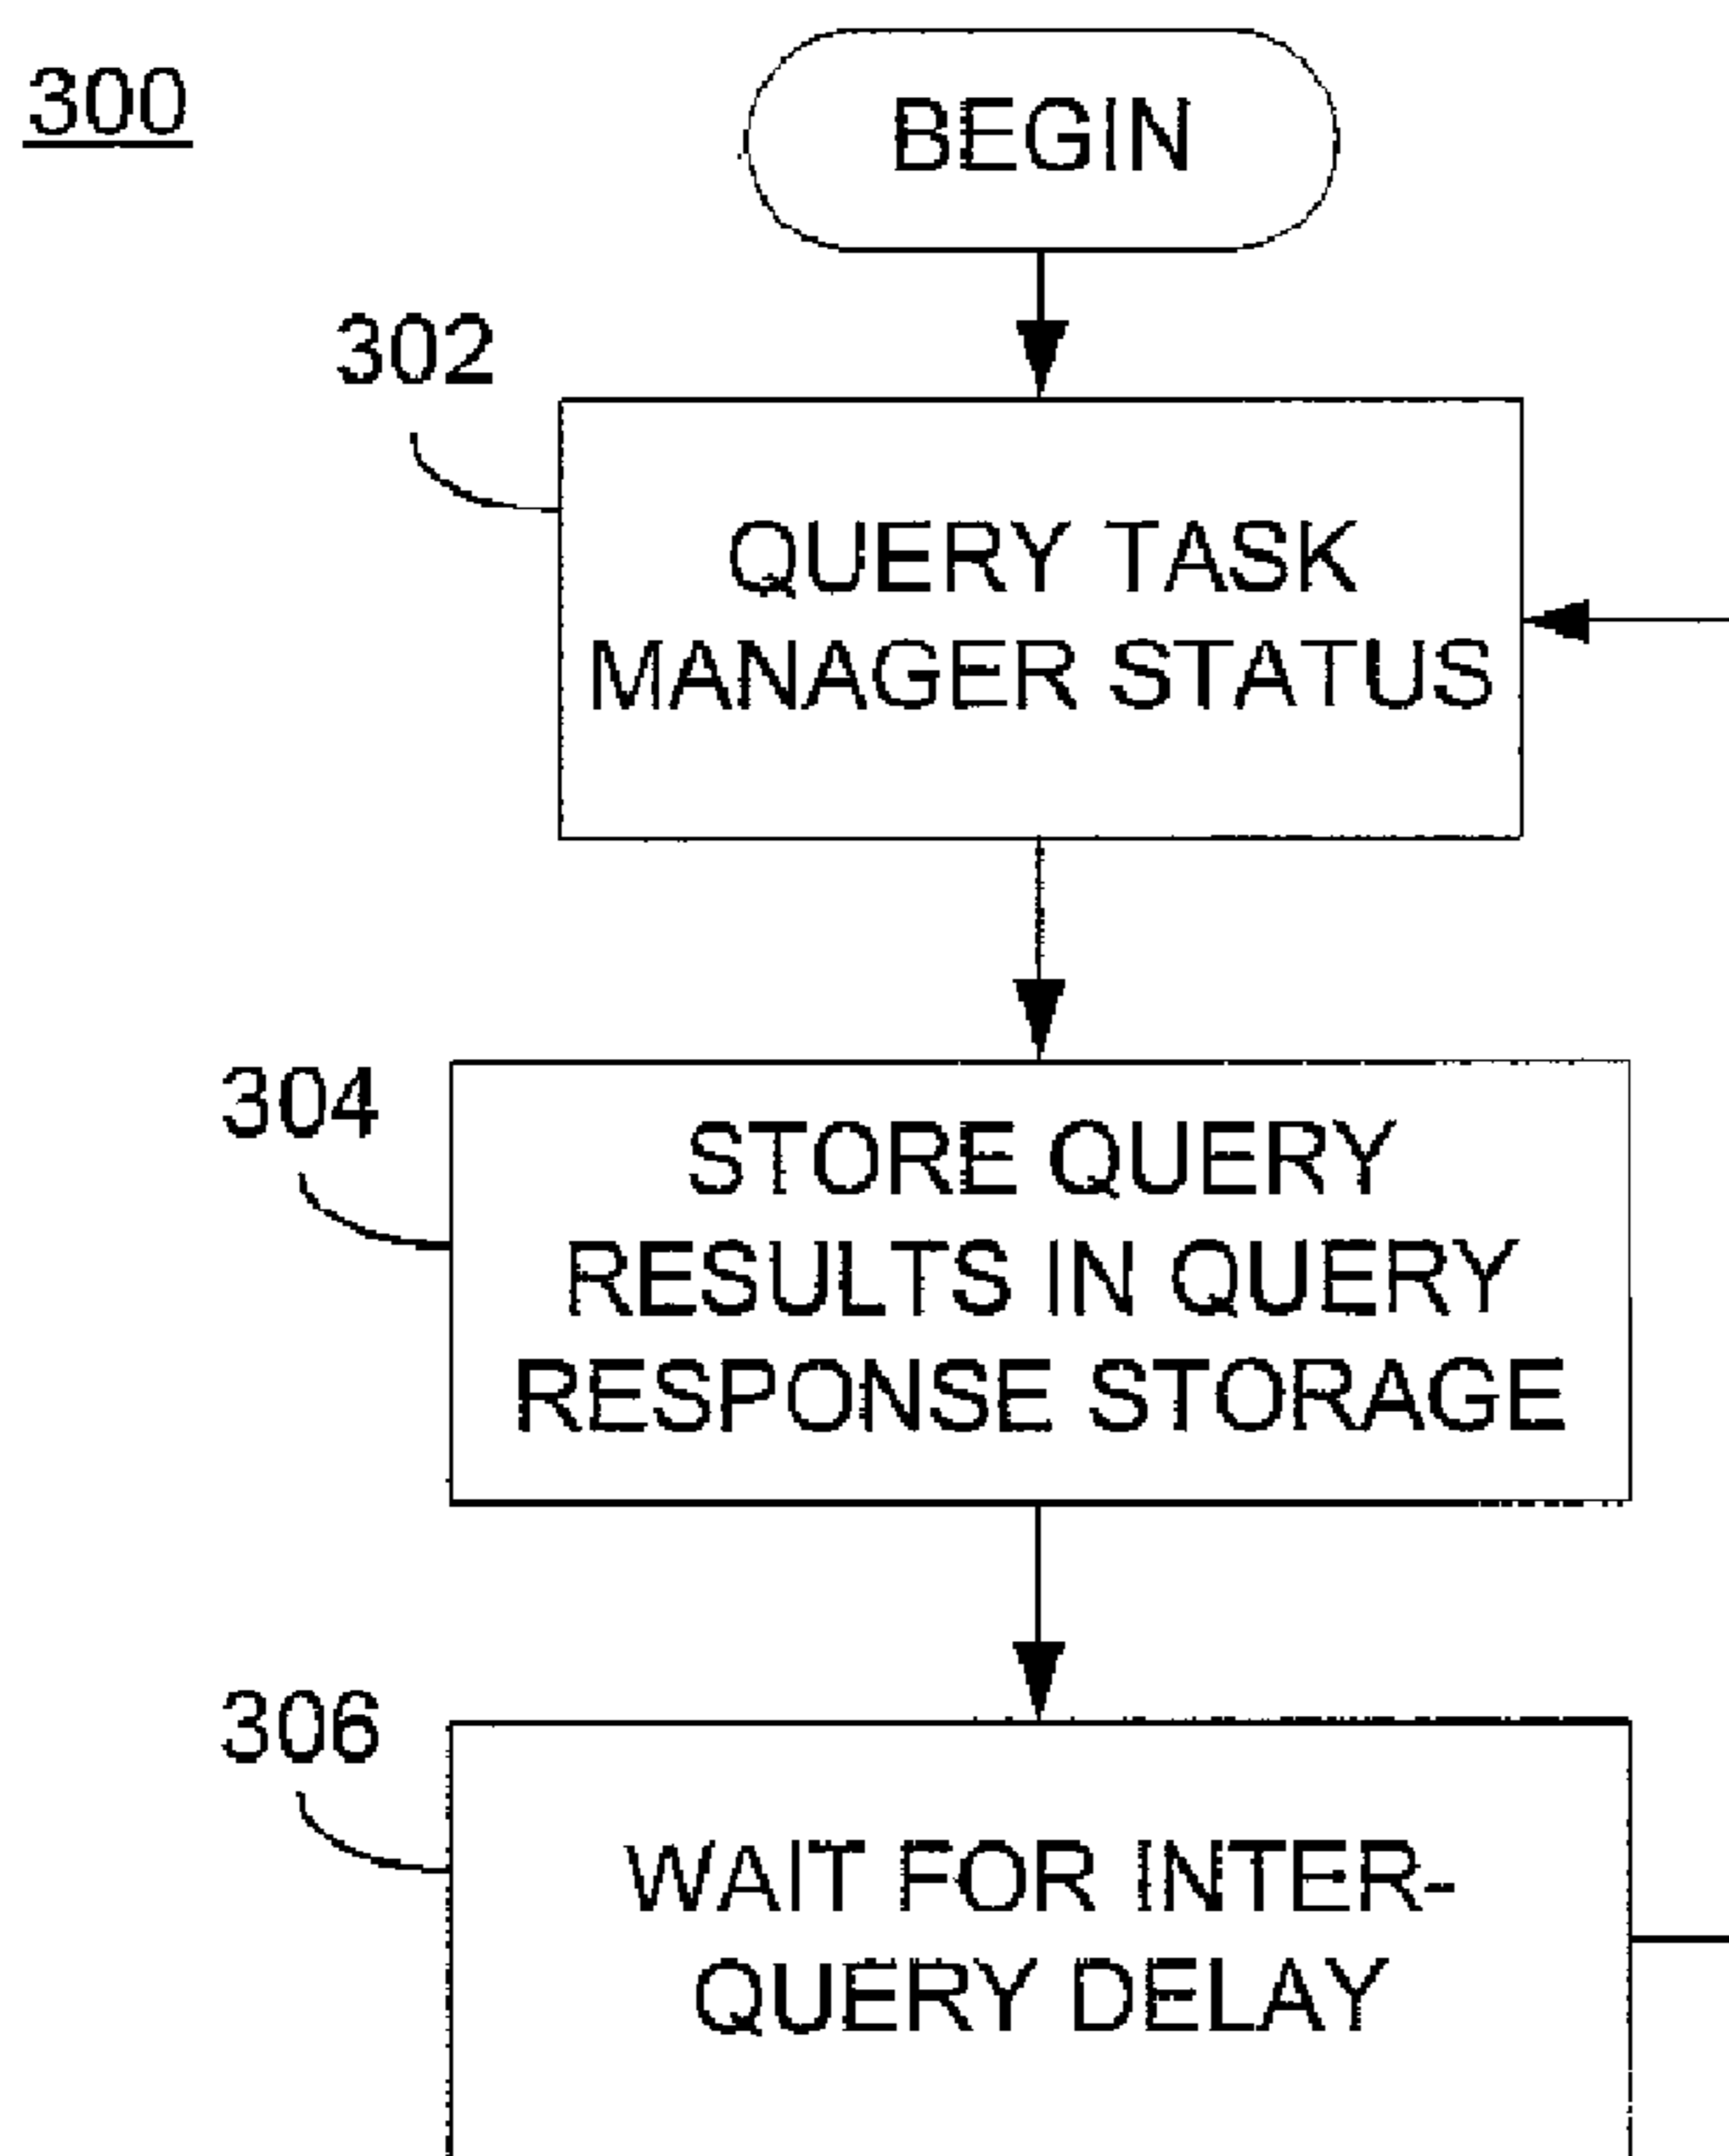 300
BEGIN
302
QUERY TASK
MANAGER STATUS
304
STORE QUERY
RESULTS IN QUERY
RESPONSE STORAGE
306
WAIT FOR INTER-
QUERY DELAY